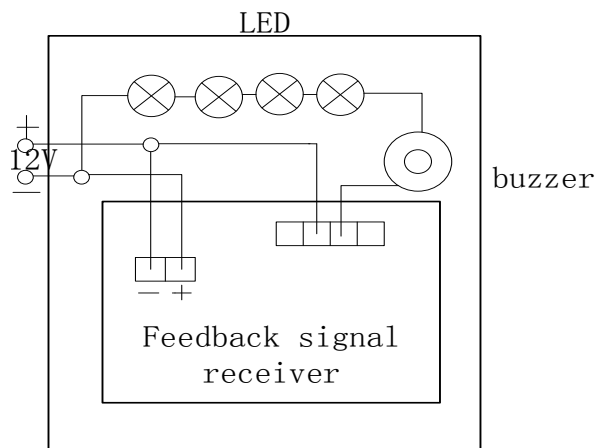 LED
+
12V
—
buzzer
— +
Feedback signal
receiver